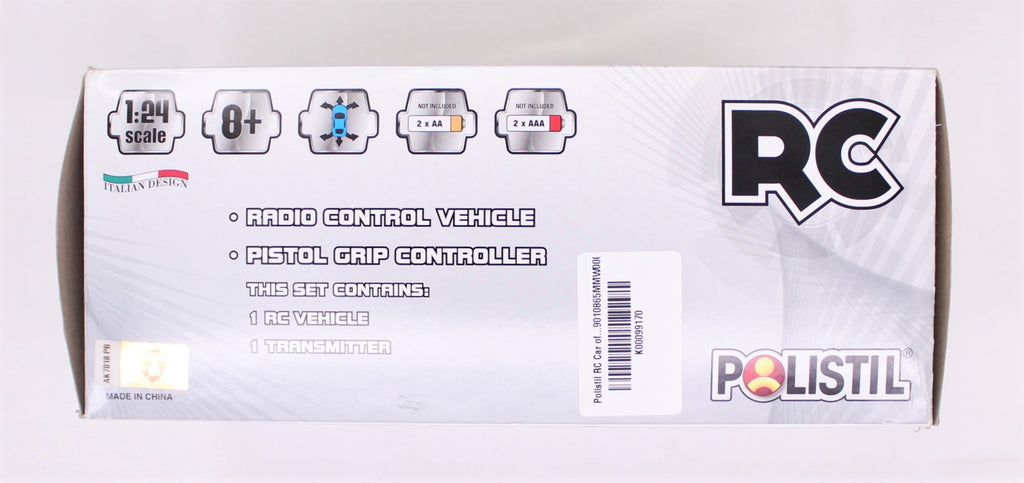 1:24
scale
8+
NOT INCLUDED
2 x AA
NOT INCLUDED
2 x AAA
RC
ITALIAN DESIGN
RADIO CONTROL VEHICLE
PISTOL GRIP CONTROLLER
THIS SET CONTAINS:
1 RC VEHICLE
1 TRANSMITTER
AK7018 PB
MADE IN CHINA
Polistil RC Car of...9010865MMW00
K00099170
POLISTIL®